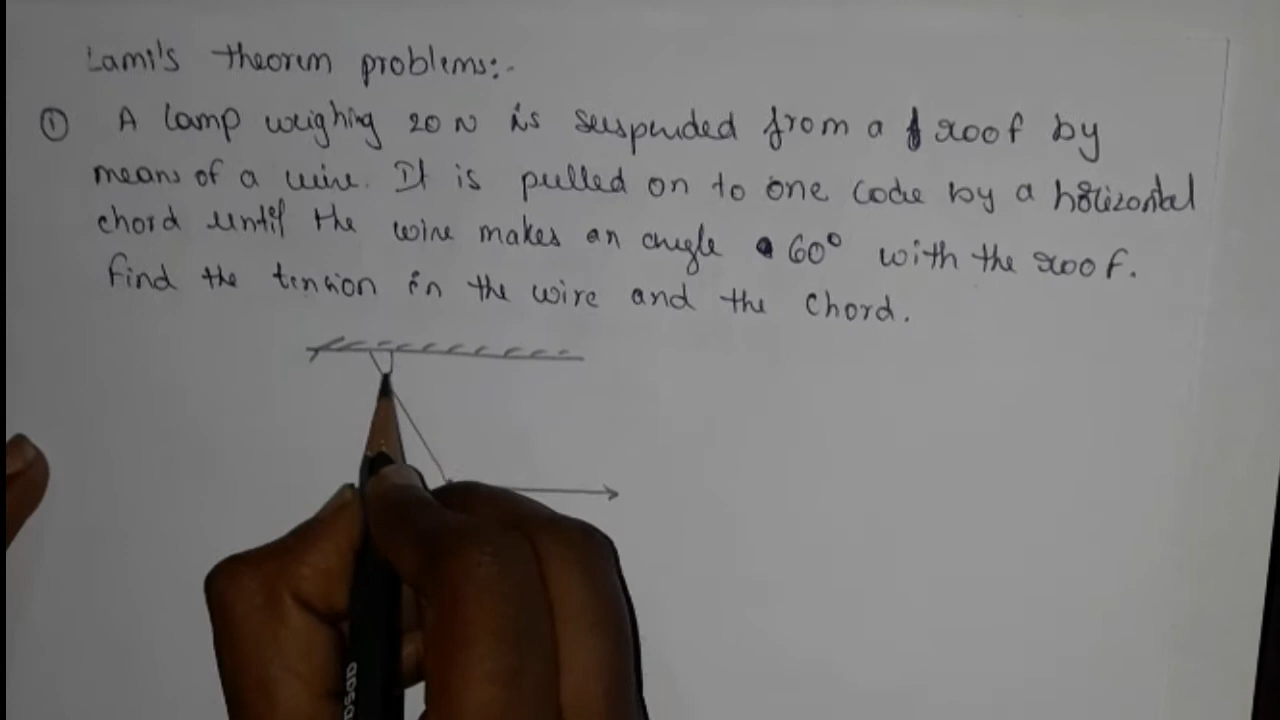 Lami's theorem problems:-
① A lamp weighing 20 N is suspended from a roof by
means of a wire. It is pulled on to one code by a horizontal
chord until the wire makes an angle 60° with the roof.
Find the tension in the wire and the chord.
apsa